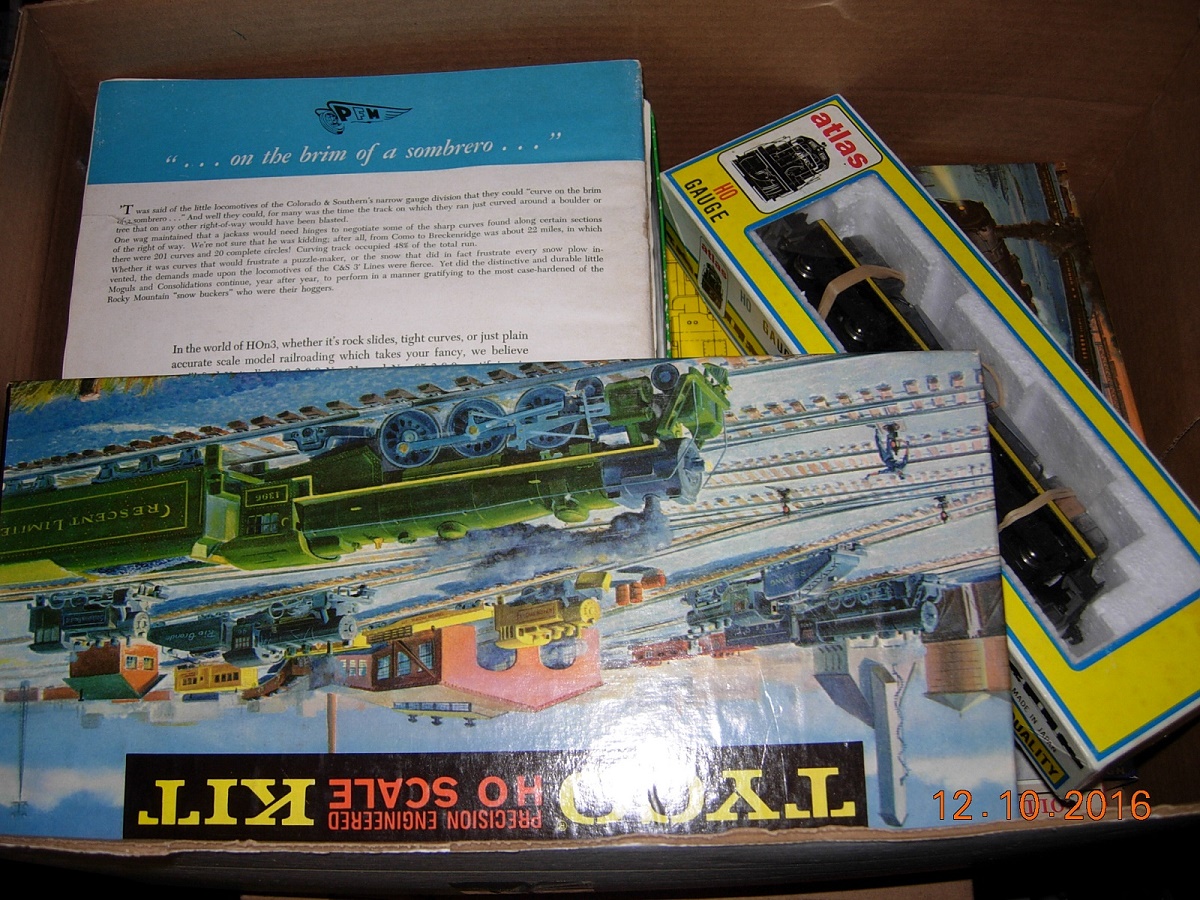 PFM
“. . . on the brim of a sombrero . . .”
'Twas said of the little locomotives of the Colorado & Southern's narrow gauge division that they could “curve on the brim
of a sombrero . . .” And well they could, for many was the time the track on which they ran just curved around a boulder or
tree that on any other right-of-way would have been blasted.
One wag maintained that a jackass would need hinges to negotiate some of the sharp curves found along certain sections
of the right of way. We're not sure that he was kidding; after all, from Como to Breckenridge was about 22 miles, in which
there were 201 curves and 20 complete circles! Curving track occupied 48% of the total run.
Whether it was curves that would frustrate a puzzle-maker, or the snow that did in fact frustrate every snow plow in-
vented, the demands made upon the locomotives of the C&S 3' Lines were fierce. Yet did the distinctive and durable little
Moguls and Consolidations continue, year after year, to perform in a manner gratifying to the most case-hardened of the
Rocky Mountain “snow buckers” who were their hoggers.
In the world of HOn3, whether it's rock slides, tight curves, or just plain
accurate scale model railroading which takes your fancy, we believe
atlas
HO
GAUGE
atlas
HO GAUG
MADE IN JAPAN
QUALITY
CRESCENT LIMITE
1396
Rio Grande
TYCO
PRECISION ENGINEERED
HO SCALE
KIT
12.10.2016